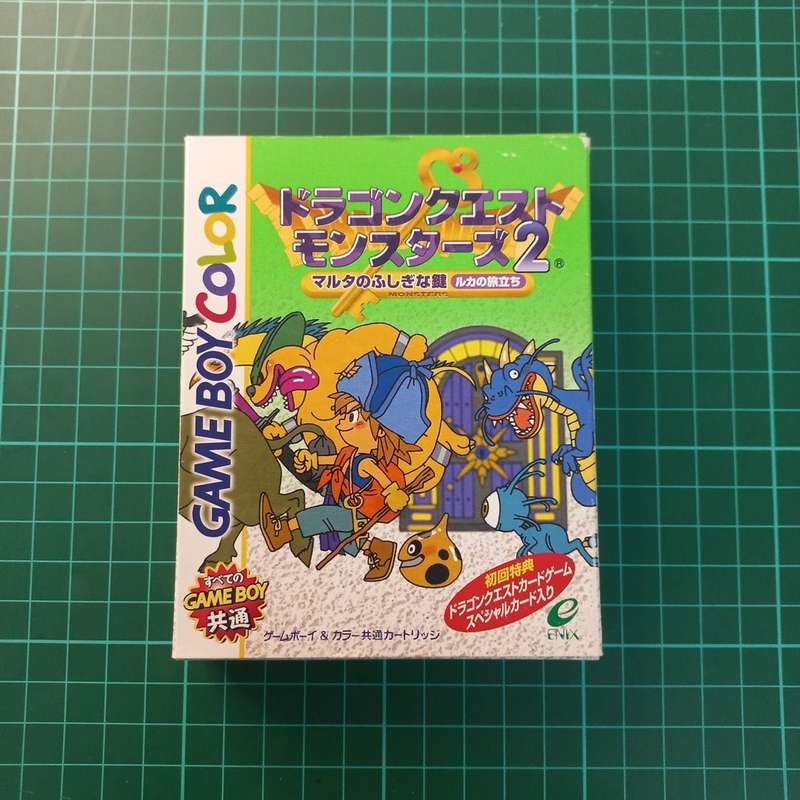 GAME BOY COLOR
ドラゴンクエスト
モンスターズ2®
マルタのふしぎな鍵 ルカの旅立ち
MONSTERS
すべての
GAME BOY
共通
ゲームボーイ & カラー共通カートリッジ
初回特典
ドラゴンクエストカードゲーム
スペシャルカード入り
ENIX